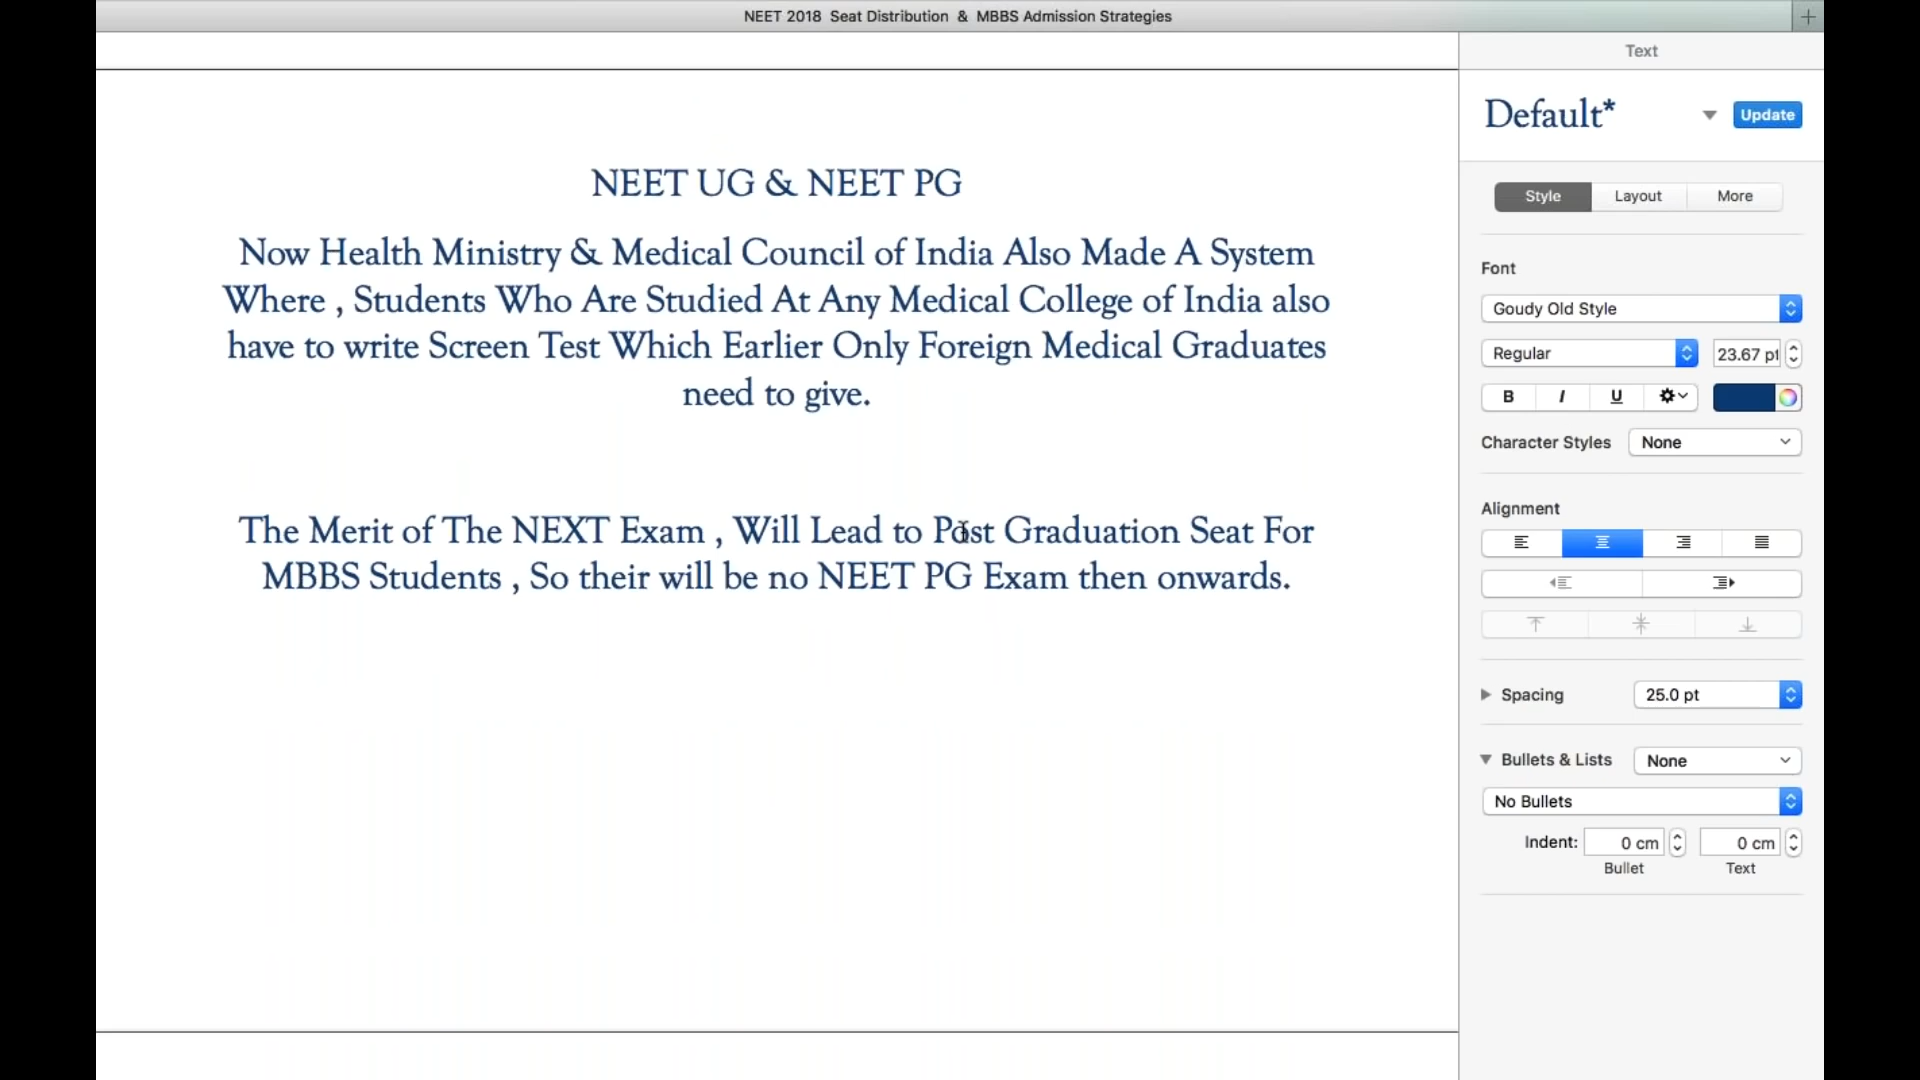 NEET 2018 Seat Distribution & MBBS Admission Strategies
NEET UG & NEET PG
Now Health Ministry & Medical Council of India Also Made A System
Where , Students Who Are Studied At Any Medical College of India also
have to write Screen Test Which Earlier Only Foreign Medical Graduates
need to give.
The Merit of The NEXT Exam , Will Lead to Post Graduation Seat For
MBBS Students , So their will be no NEET PG Exam then onwards.
Text
Default*
Update
Style Layout More
Font
Goudy Old Style
Regular 23.67 pt
B I U
Character Styles None
Alignment
Spacing 25.0 pt
Bullets & Lists None
No Bullets
Indent: 0 cm 0 cm
Bullet Text